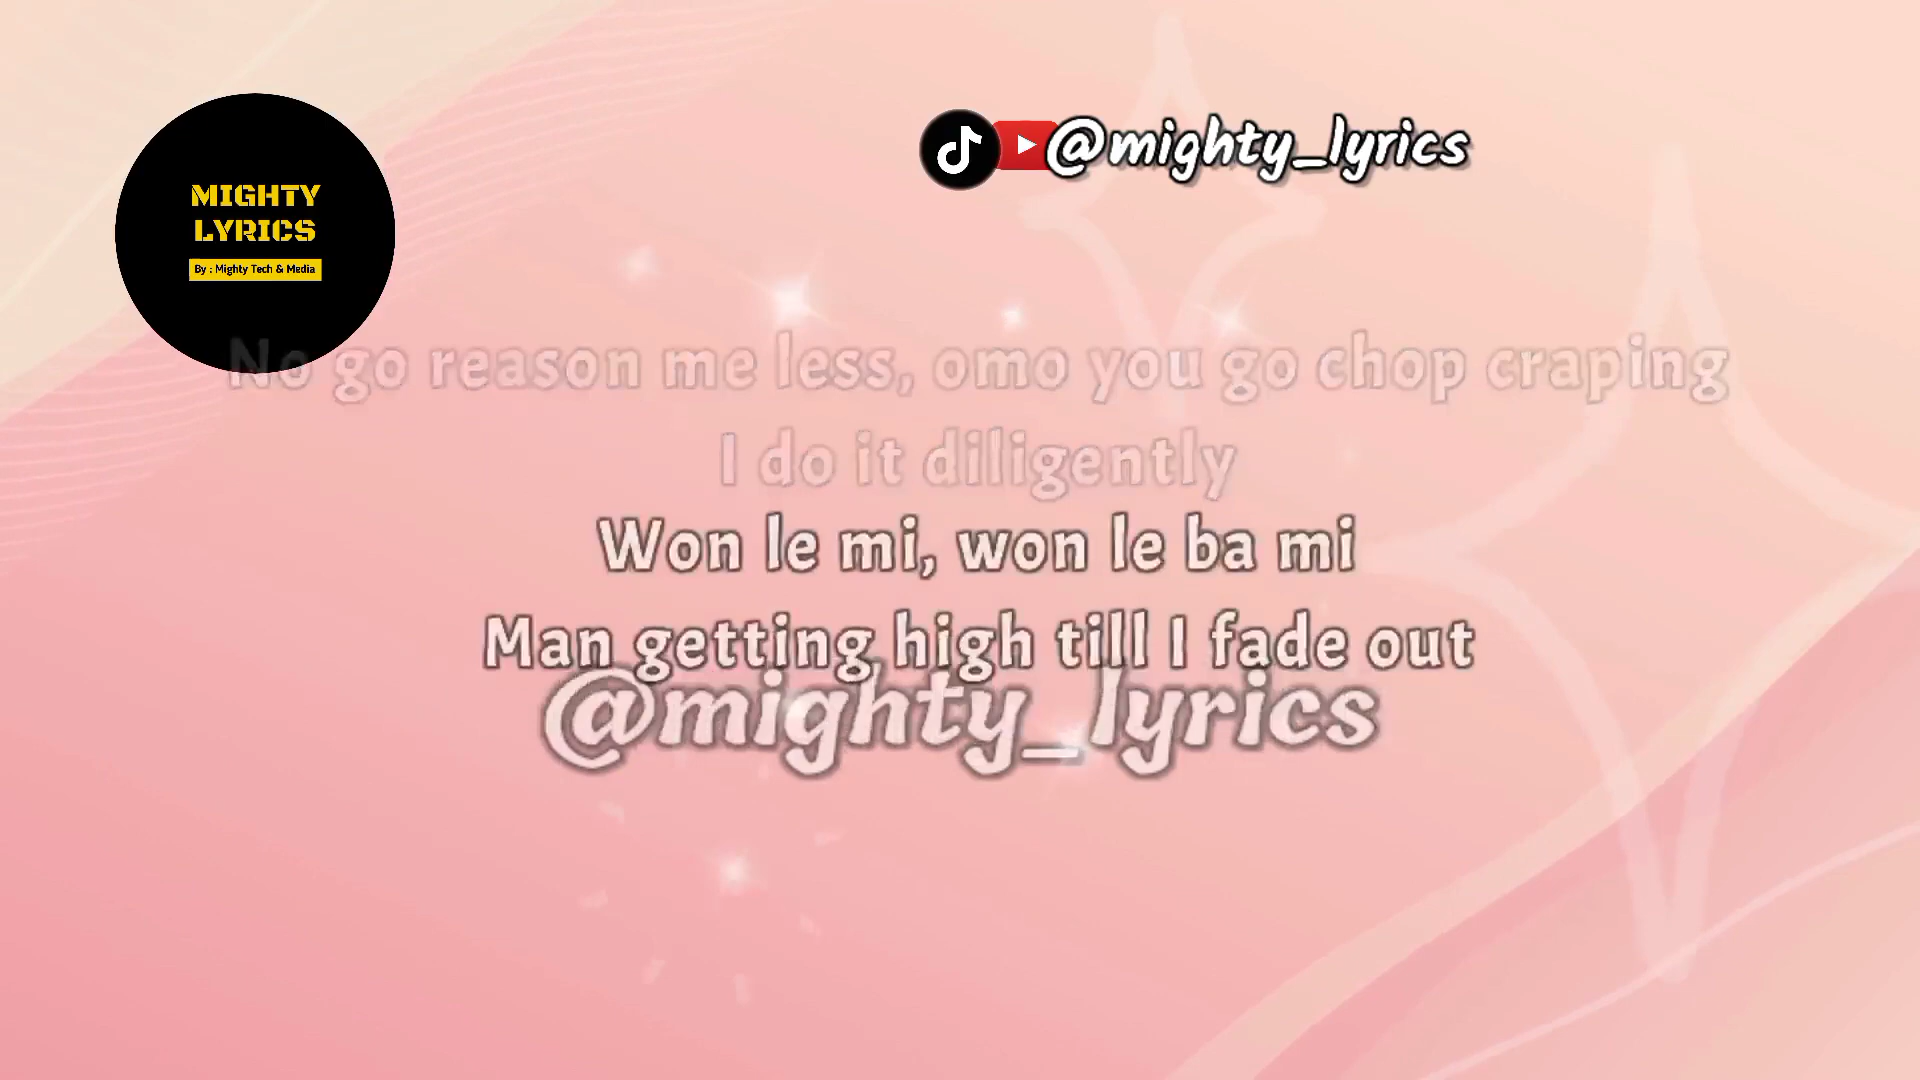 MIGHTY
LYRICS
By : Mighty Tech & Media
@mighty_lyrics
No go reason me less, omo you go chop craping
I do it diligently
Won le mi, won le ba mi
Man getting high till I fade out
@mighty_lyrics